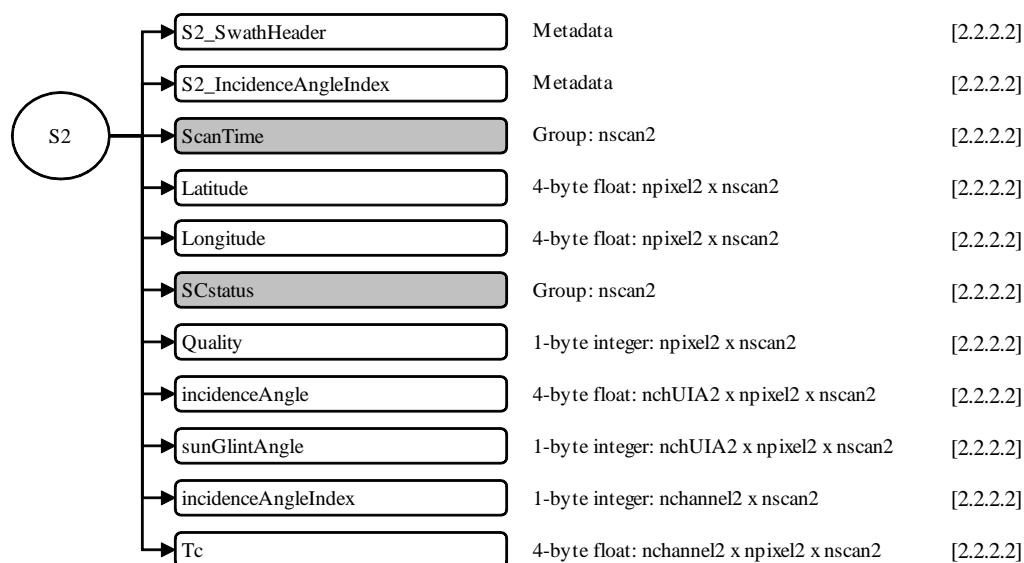 S2_SwathHeader Metadata [2.2.2.2]
S2_IncidenceAngleIndex Metadata [2.2.2.2]
S2 ScanTime Group: nscan2 [2.2.2.2]
Latitude 4-byte float: npixel2 x nscan2 [2.2.2.2]
Longitude 4-byte float: npixel2 x nscan2 [2.2.2.2]
SCstatus Group: nscan2 [2.2.2.2]
Quality 1-byte integer: npixel2 x nscan2 [2.2.2.2]
incidenceAngle 4-byte float: nchUIA2 x npixel2 x nscan2 [2.2.2.2]
sunGlintAngle 1-byte integer: nchUIA2 x npixel2 x nscan2 [2.2.2.2]
incidenceAngleIndex 1-byte integer: nchannel2 x nscan2 [2.2.2.2]
Tc 4-byte float: nchannel2 x npixel2 x nscan2 [2.2.2.2]